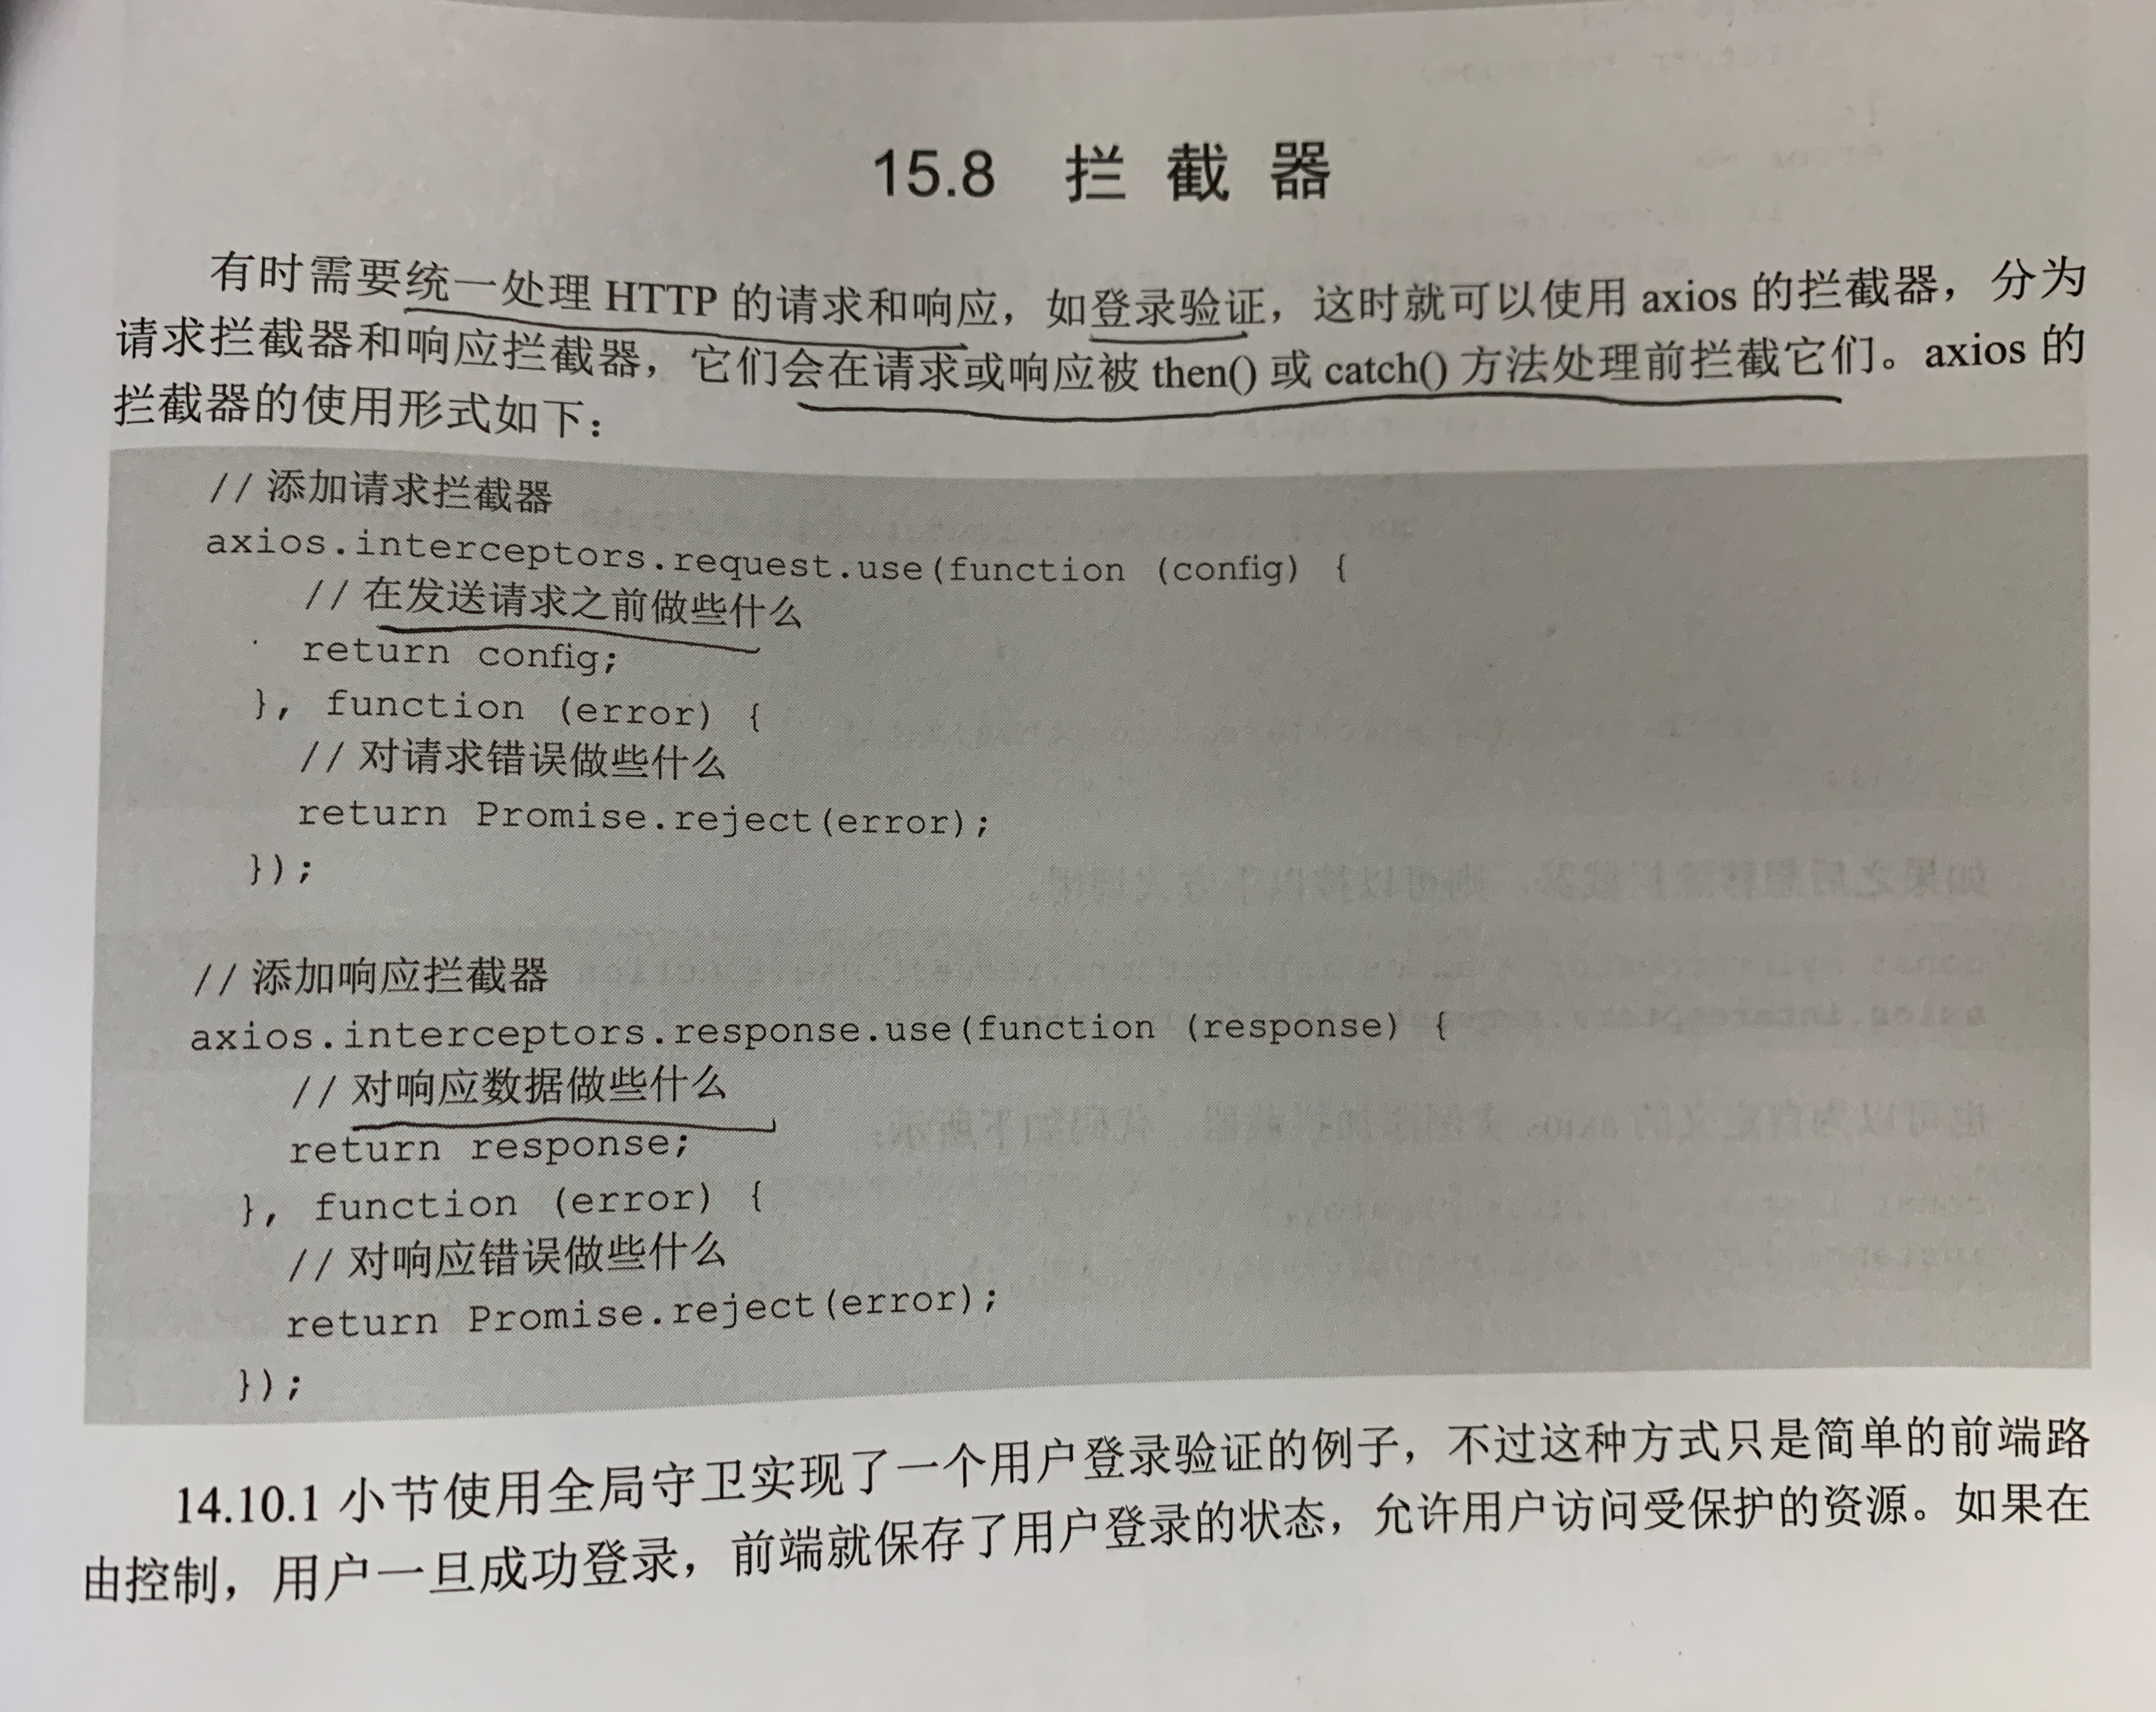 15.8 拦 截 器
有时需要统一处理 HTTP 的请求和响应，如登录验证，这时就可以使用 axios 的拦截器，分为
请求拦截器和响应拦截器，它们会在请求或响应被 then() 或 catch() 方法处理前拦截它们。axios 的
拦截器的使用形式如下：
// 添加请求拦截器
axios.interceptors.request.use(function (config) {
// 在发送请求之前做些什么
return config;
}, function (error) {
// 对请求错误做些什么
return Promise.reject(error);
});
// 添加响应拦截器
axios.interceptors.response.use(function (response) {
// 对响应数据做些什么
return response;
}, function (error) {
// 对响应错误做些什么
return Promise.reject(error);
});
14.10.1 小节使用全局守卫实现了一个用户登录验证的例子，不过这种方式只是简单的前端路
由控制，用户一旦成功登录，前端就保存了用户登录的状态，允许用户访问受保护的资源。如果在